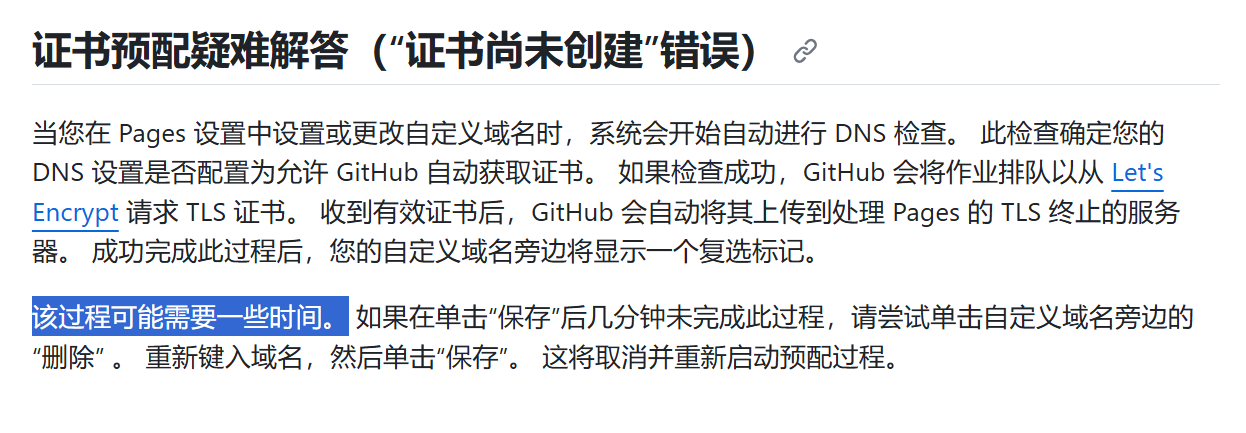 证书预配疑难解答（“证书尚未创建”错误）
当您在 Pages 设置中设置或更改自定义域名时，系统会开始自动进行 DNS 检查。 此检查确定您的
DNS 设置是否配置为允许 GitHub 自动获取证书。 如果检查成功，GitHub 会将作业排队以从 Let's
Encrypt 请求 TLS 证书。 收到有效证书后，GitHub 会自动将其上传到处理 Pages 的 TLS 终止的服务
器。 成功完成此过程后，您的自定义域名旁边将显示一个复选标记。
该过程可能需要一些时间。 如果在单击“保存”后几分钟未完成此过程，请尝试单击自定义域名旁边的
“删除” 。 重新键入域名，然后单击“保存”。 这将取消并重新启动预配过程。